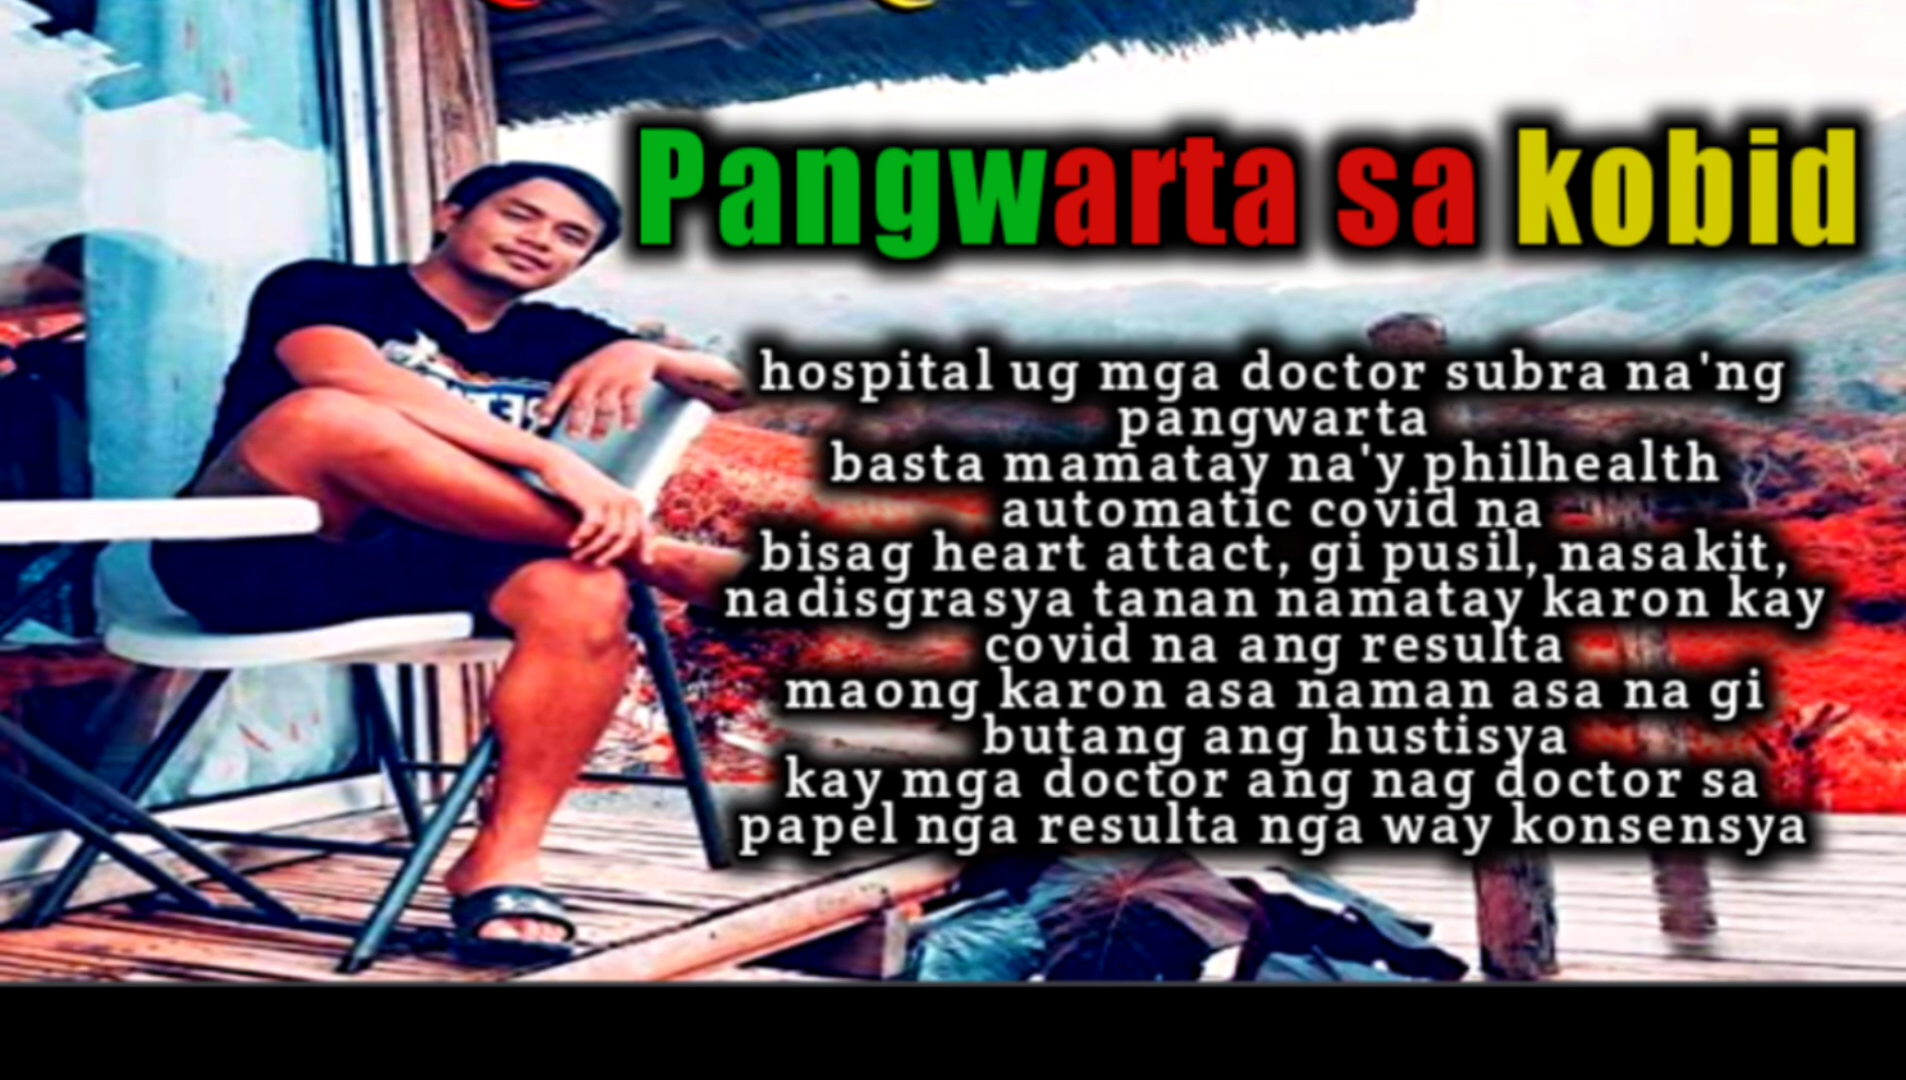 Pangwarta sa kobid
hospital ug mga doctor subra na'ng
pangwarta
basta mamatay na'y philhealth
automatic covid na
bisag heart attact, gi pusil, nasakit,
nadisgrasya tanan namatay karon kay
covid na ang resulta
maong karon asa naman asa na gi
butang ang hustisya
kay mga doctor ang nag doctor sa
papel nga resulta nga way konsensya